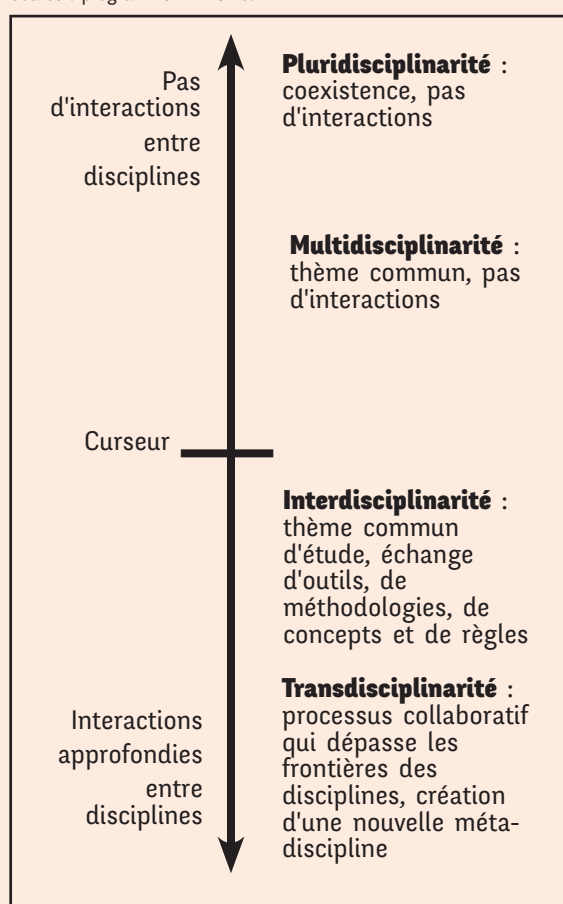 Pas
d'interactions
entre
disciplines
Pluridisciplinarité :
coexistence, pas
d'interactions
Multidisciplinarité :
thème commun, pas
d'interactions
Curseur
Interdisciplinarité :
thème commun
d'étude, échange
d'outils, de
méthodologies, de
concepts et de règles
Interactions
approfondies
entre
disciplines
Transdisciplinarité :
processus collaboratif
qui dépasse les
frontières des
disciplines, création
d'une nouvelle méta-
discipline